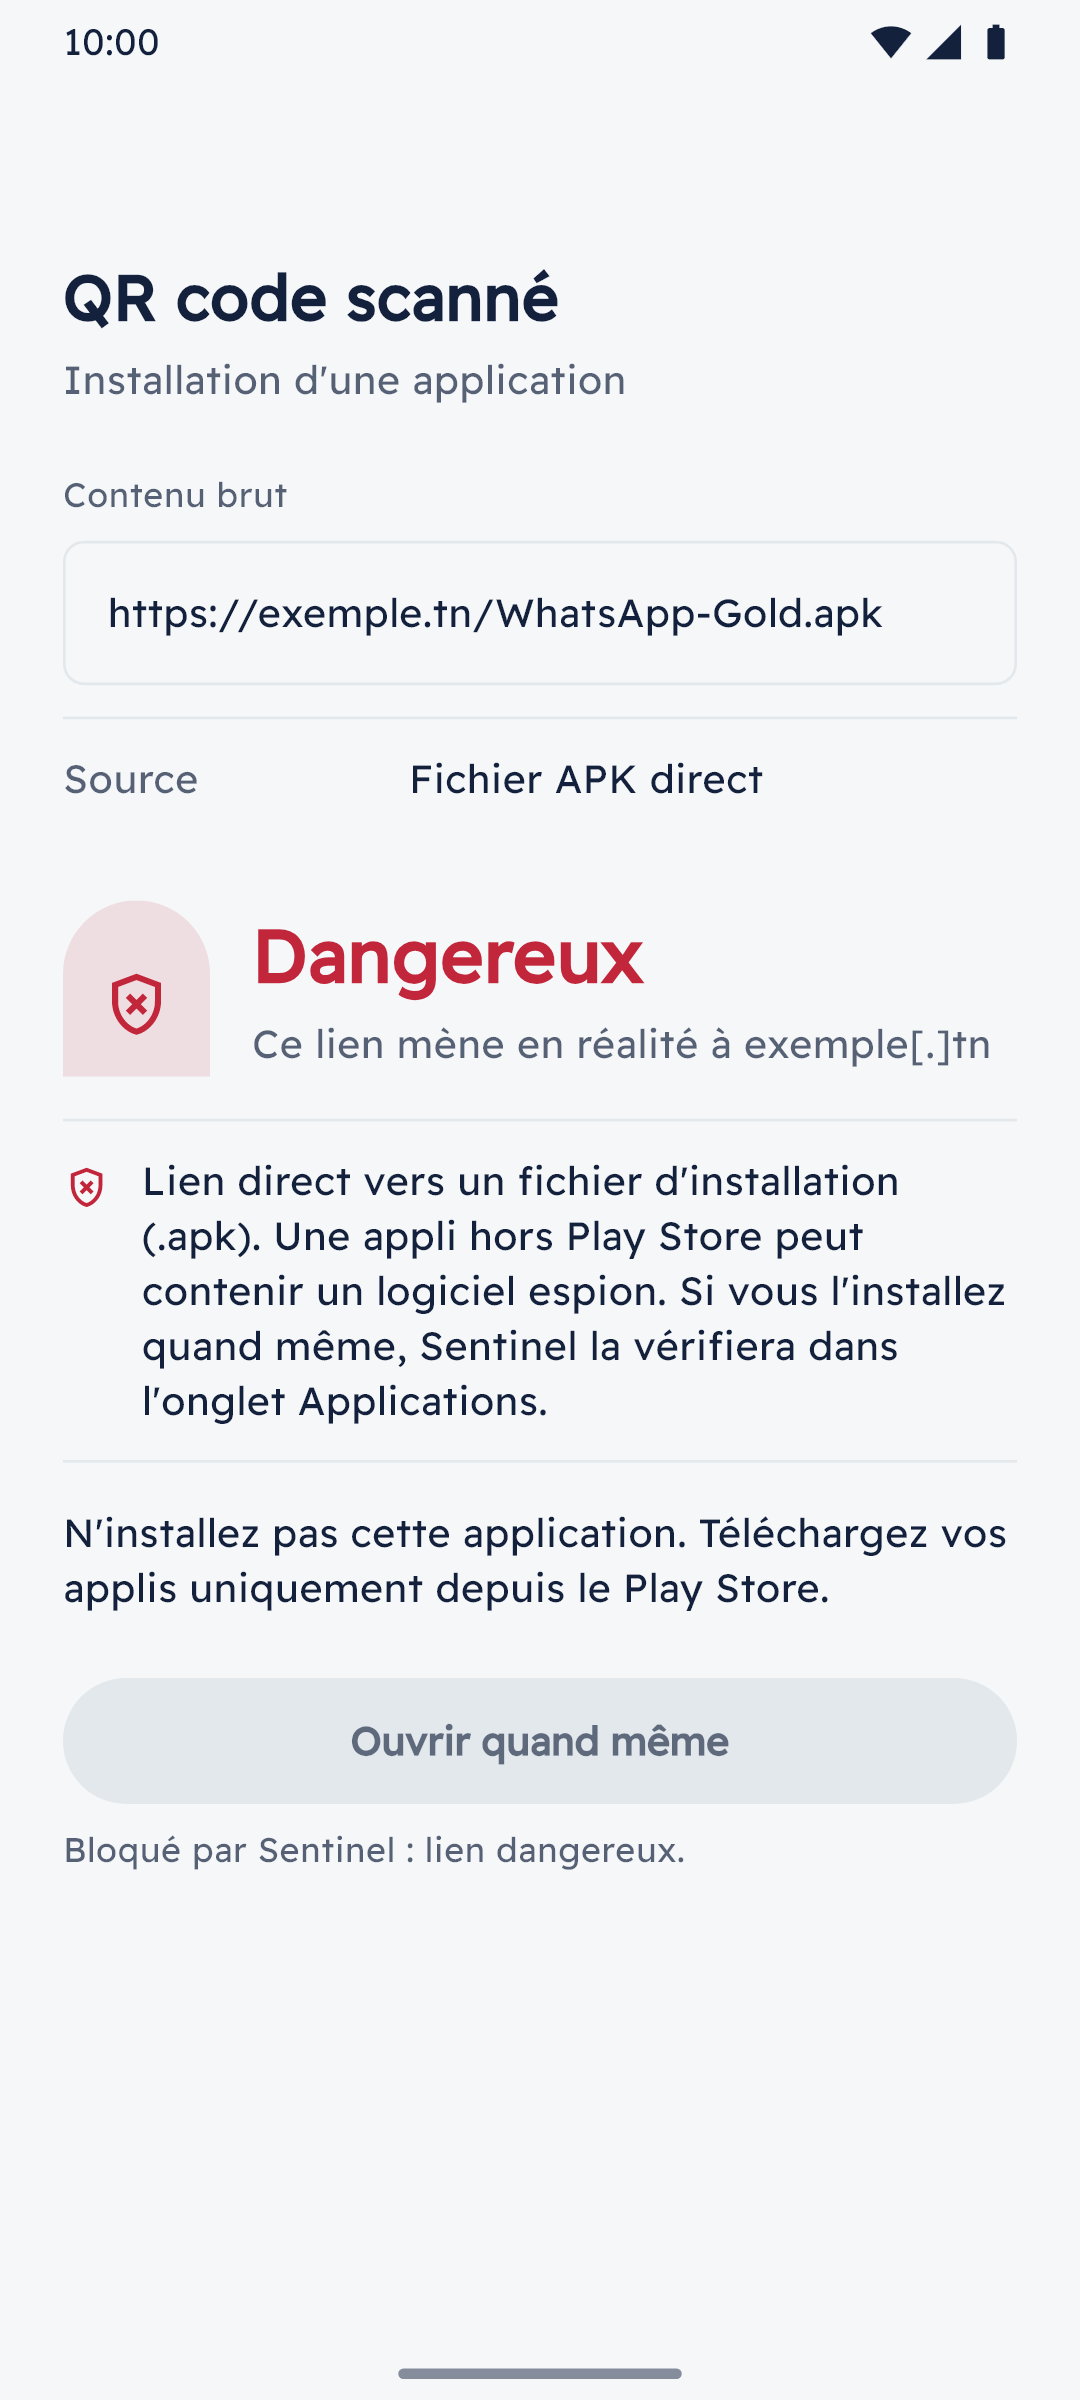 10:00
QR code scanné
Installation d'une application
Contenu brut
https://exemple.tn/WhatsApp-Gold.apk
Source Fichier APK direct
Dangereux
Ce lien mène en réalité à exemple[.]tn
Lien direct vers un fichier d'installation
(.apk). Une appli hors Play Store peut
contenir un logiciel espion. Si vous l'installez
quand même, Sentinel la vérifiera dans
l'onglet Applications.
N'installez pas cette application. Téléchargez vos
applis uniquement depuis le Play Store.
Ouvrir quand même
Bloqué par Sentinel : lien dangereux.